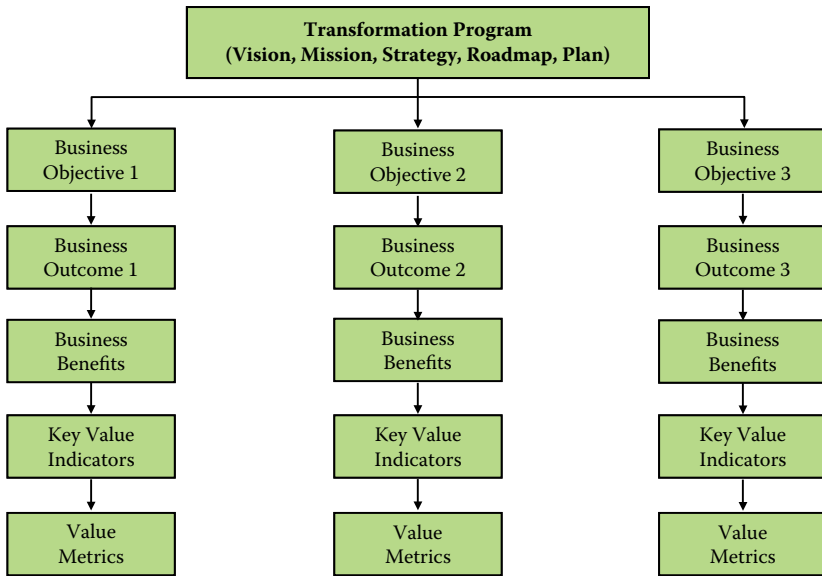 Transformation Program
(Vision, Mission, Strategy, Roadmap, Plan)
Business
Objective 1
Business
Objective 2
Business
Objective 3
Business
Outcome 1
Business
Outcome 2
Business
Outcome 3
Business
Benefits
Business
Benefits
Business
Benefits
Key Value
Indicators
Key Value
Indicators
Key Value
Indicators
Value
Metrics
Value
Metrics
Value
Metrics